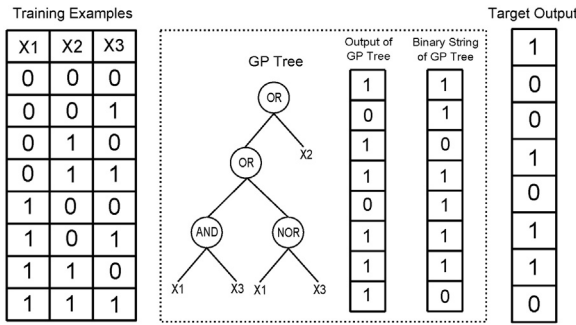 Training Examples
X1 X2 X3
0 0 0
0 0 1
0 1 0
0 1 1
1 0 0
1 0 1
1 1 0
1 1 1
GP Tree
OR
OR
X2
AND
NOR
X1
X3
X1
X3
Output of
GP Tree
1
0
1
1
0
1
1
1
Binary String
of GP Tree
1
1
0
1
1
1
1
0
Target Output
1
0
0
1
0
1
1
0